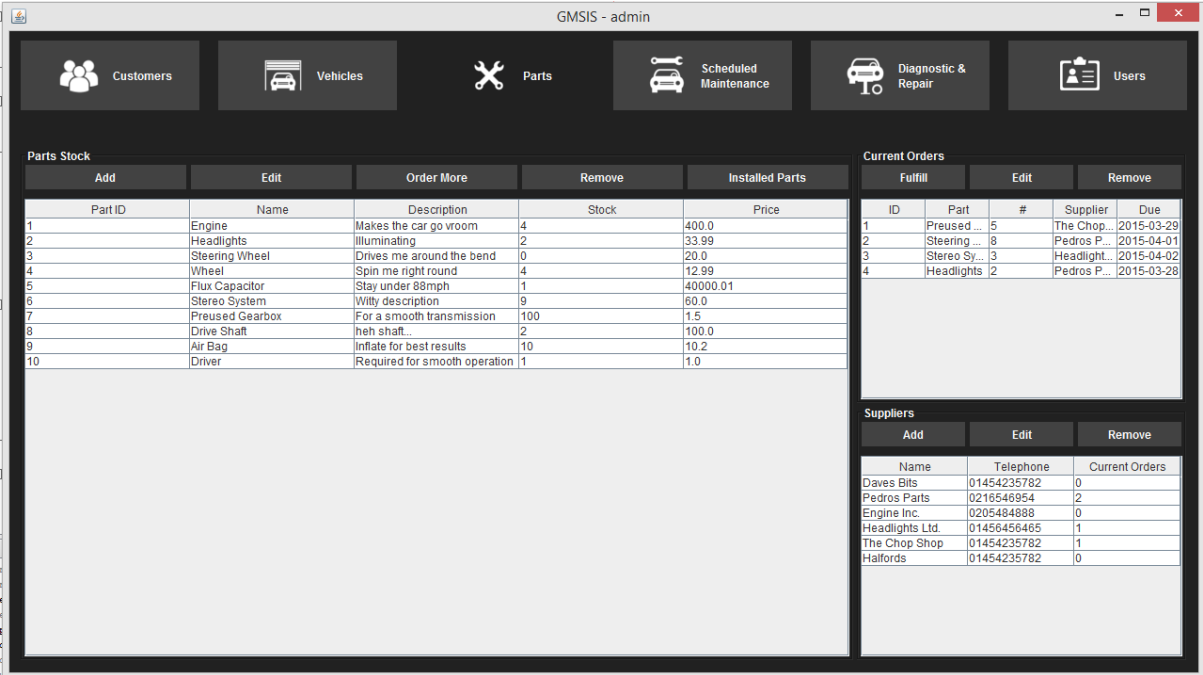 GMSIS - admin
Customers
Vehicles
Parts
Scheduled
Maintenance
Diagnostic &
Repair
Users
Parts Stock
Add Edit Order More Remove Installed Parts
Part ID Name Description Stock Price
1 Engine Makes the car go vroom 4 400.0
2 Headlights Illuminating 2 33.99
3 Steering Wheel Drives me around the bend 0 20.0
4 Wheel Spin me right round 4 12.99
5 Flux Capacitor Stay under 88mph 1 40000.01
6 Stereo System Witty description 9 60.0
7 Preused Gearbox For a smooth transmission 100 1.5
8 Drive Shaft heh shaft... 2 100.0
9 Air Bag Inflate for best results 10 10.2
10 Driver Required for smooth operation 1 1.0
Current Orders
Fulfill Edit Remove
ID Part # Supplier Due
1 Preused ... 5 The Chop... 2015-03-29
2 Steering ... 8 Pedros P... 2015-04-01
3 Stereo Sy... 3 Headlight... 2015-04-02
4 Headlights 2 Pedros P... 2015-03-28
Suppliers
Add Edit Remove
Name Telephone Current Orders
Daves Bits 01454235782 0
Pedros Parts 0216546954 2
Engine Inc. 0205484888 0
Headlights Ltd. 01456456465 1
The Chop Shop 01454235782 1
Halfords 01454235782 0